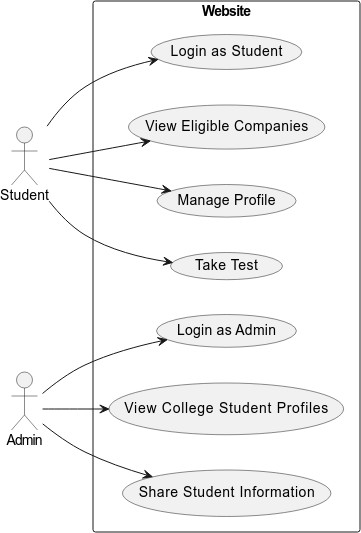 Website
Login as Student
View Eligible Companies
Student
Manage Profile
Take Test
Login as Admin
View College Student Profiles
Admin
Share Student Information